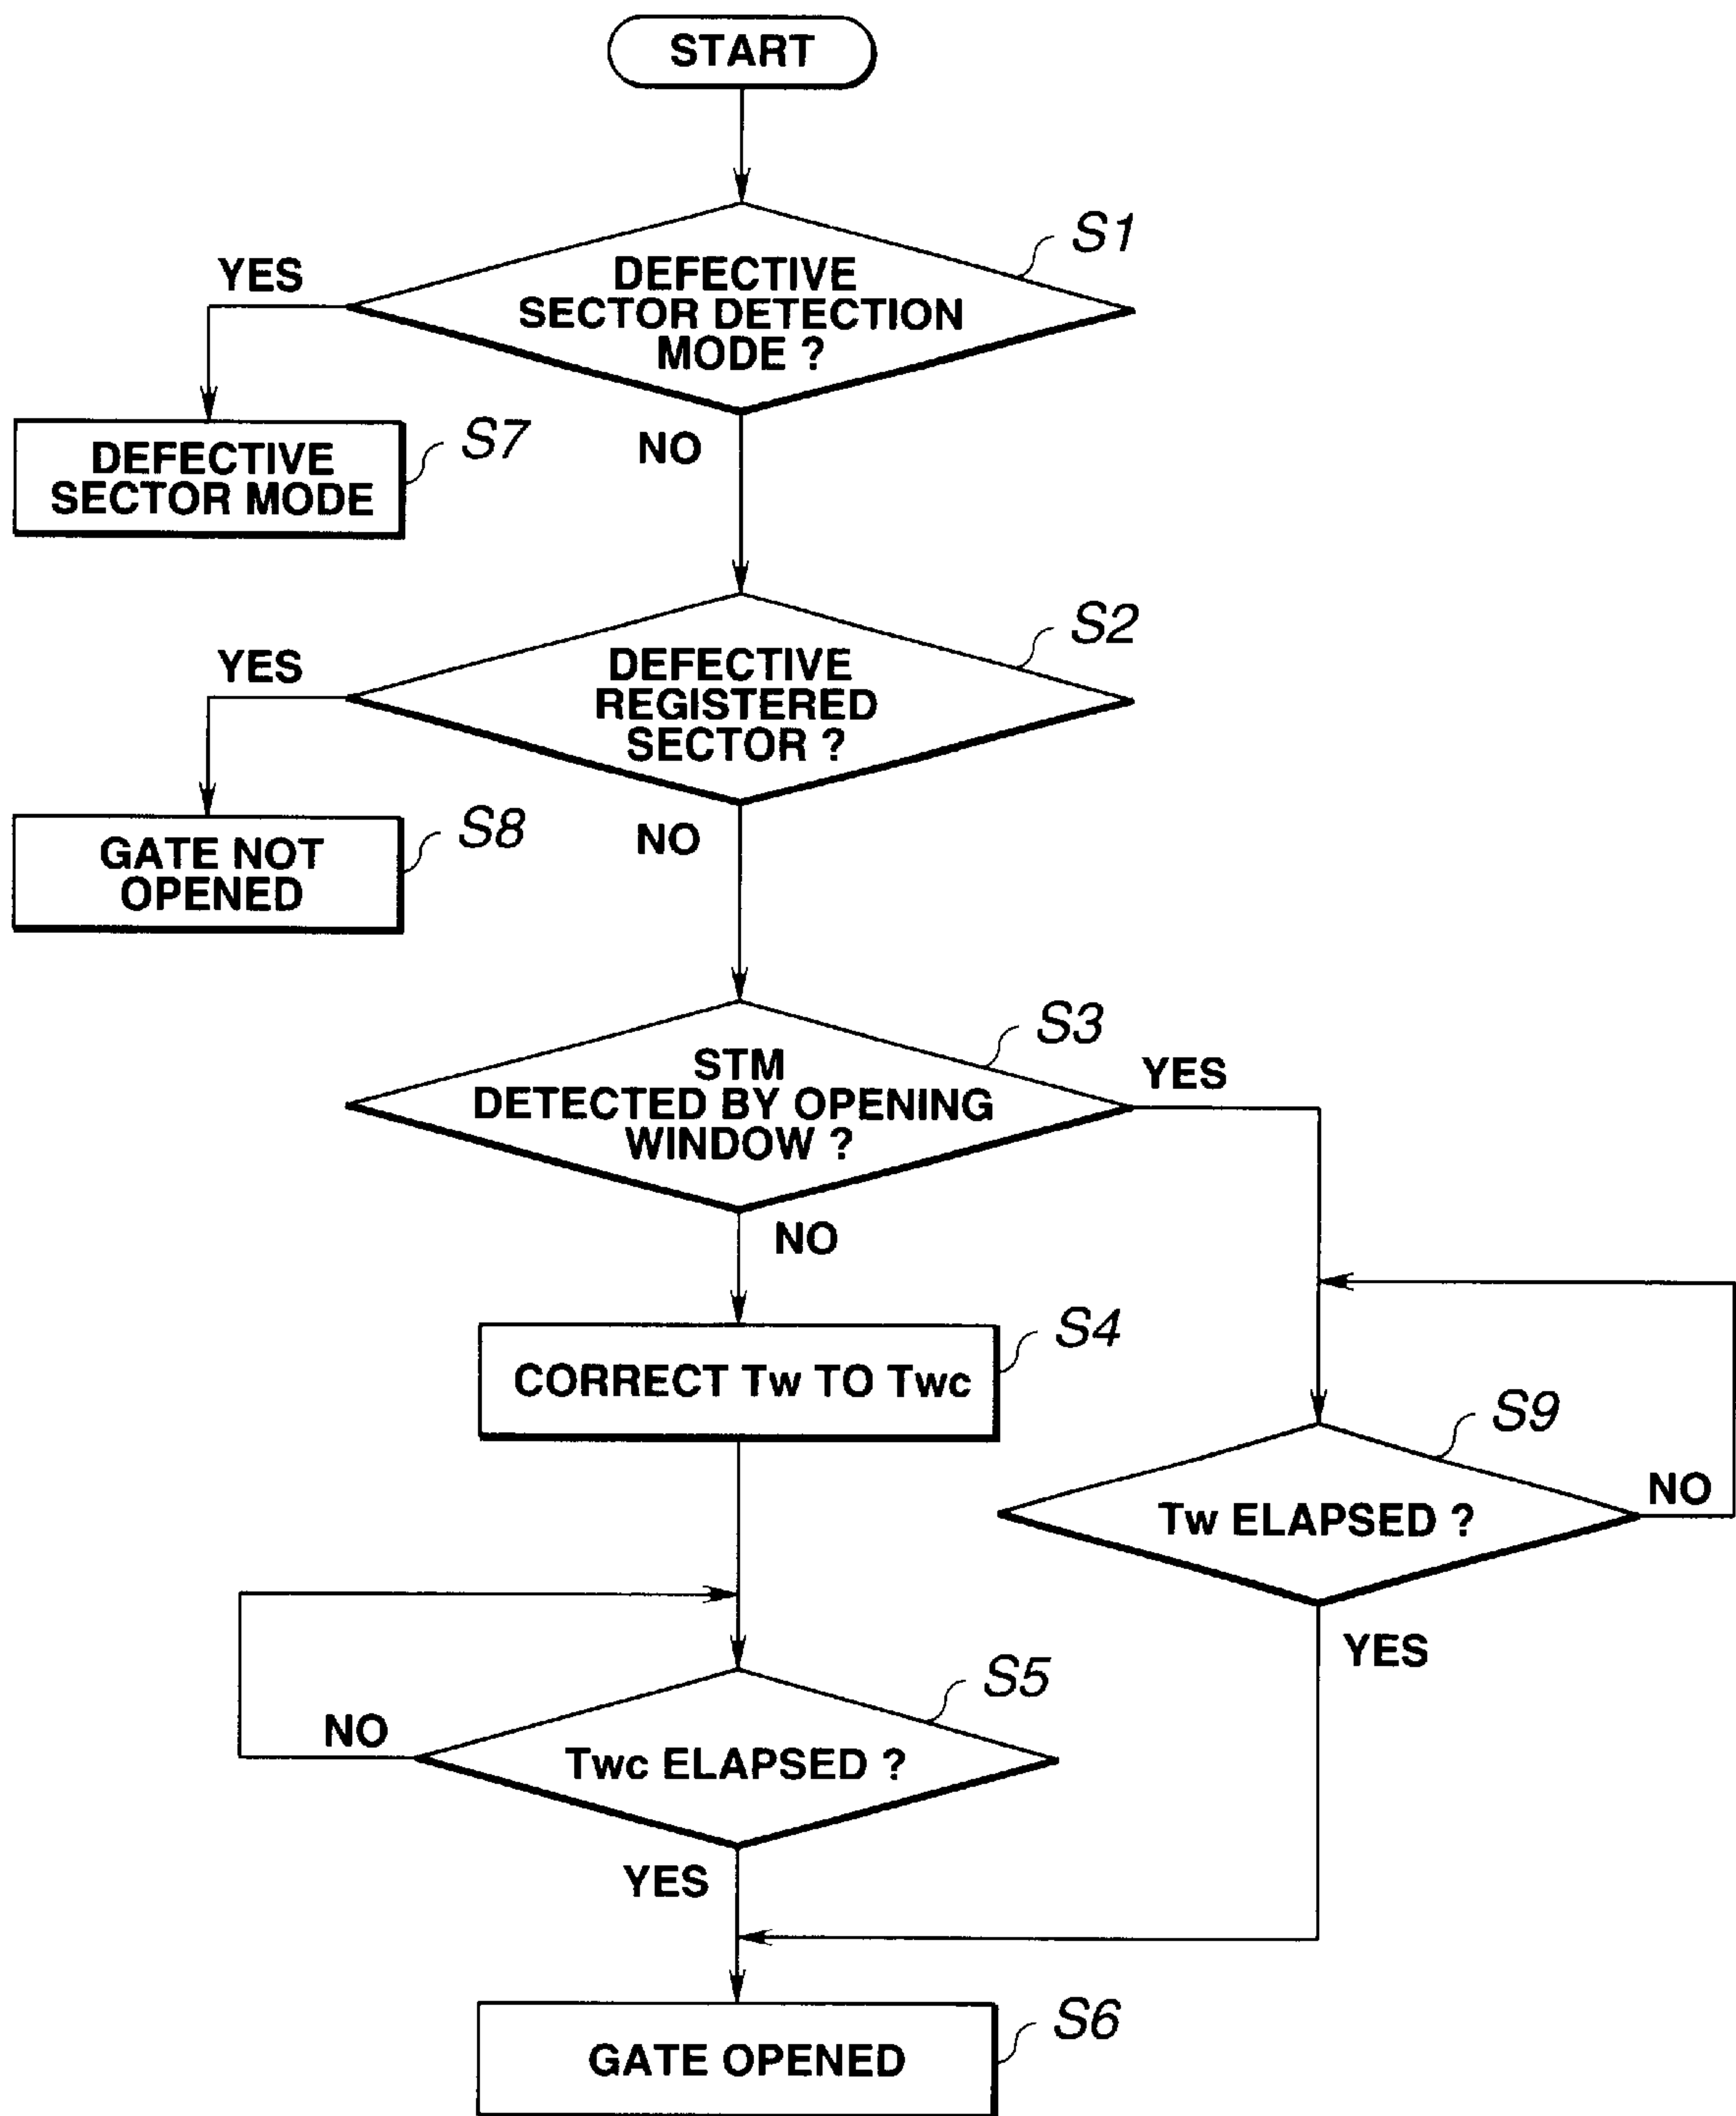 START
S1
YES
DEFECTIVE
SECTOR DETECTION
MODE ?
NO
S7
DEFECTIVE
SECTOR MODE
S2
YES
DEFECTIVE
REGISTERED
SECTOR ?
NO
S8
GATE NOT
OPENED
S3
YES
STM
DETECTED BY OPENING
WINDOW ?
NO
S4
CORRECT Tw TO Twc
S9
Tw ELAPSED ?
NO
YES
S5
NO
Twc ELAPSED ?
YES
S6
GATE OPENED